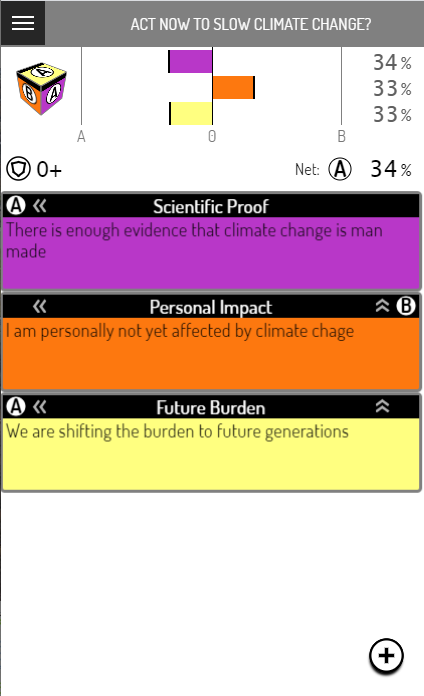 ACT NOW TO SLOW CLIMATE CHANGE?
A
B
A
34 %
33 %
33 %
A 0 B
0+ Net: A 34 %
A Scientific Proof
There is enough evidence that climate change is man
made
Personal Impact B
I am personally not yet affected by climate chage
A Future Burden
We are shifting the burden to future generations